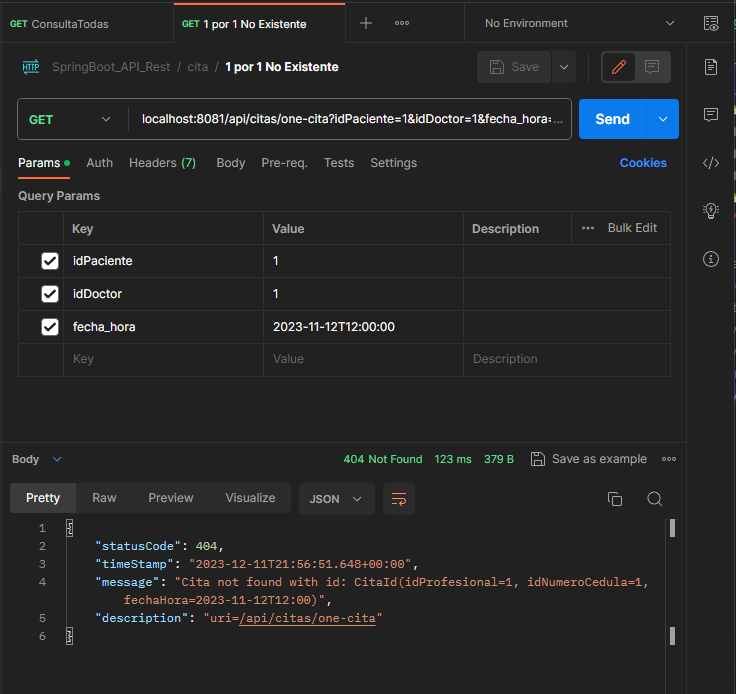 GET ConsultaTodas
GET 1 por 1 No Existente
No Environment
HTTP SpringBoot_API_Rest / cita / 1 por 1 No Existente
Save
GET
localhost:8081/api/citas/one-cita?idPaciente=1&idDoctor=1&fecha_hora=...
Send
Params Auth Headers (7) Body Pre-req. Tests Settings Cookies
Query Params
Key Value Description Bulk Edit
idPaciente 1
idDoctor 1
fecha_hora 2023-11-12T12:00:00
Key Value Description
Body 404 Not Found 123 ms 379 B Save as example
Pretty Raw Preview Visualize JSON
1 {
2 "statusCode": 404,
3 "timeStamp": "2023-12-11T21:56:51.648+00:00",
4 "message": "Cita not found with id: CitaId(idProfesional=1, idNumeroCedula=1,
fechaHora=2023-11-12T12:00)",
5 "description": "uri=/api/citas/one-cita"
6 }